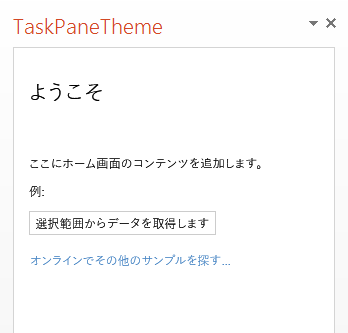 TaskPaneTheme
ようこそ
ここにホーム画面のコンテンツを追加します。
例:
選択範囲からデータを取得します
オンラインでその他のサンプルを探す...